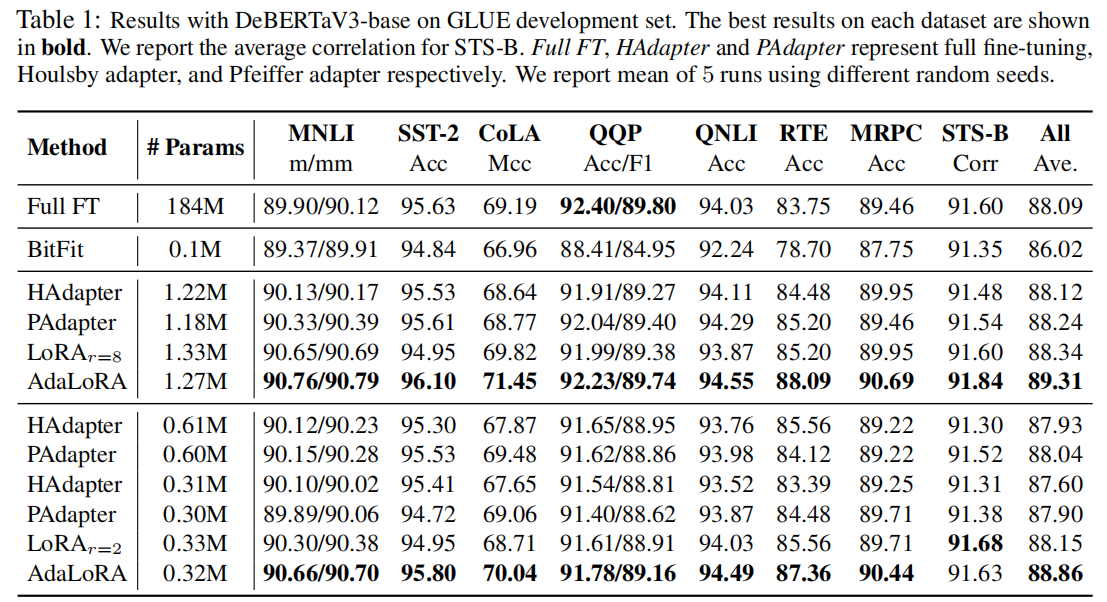 Table 1: Results with DeBERTaV3-base on GLUE development set. The best results on each dataset are shown
in bold. We report the average correlation for STS-B. Full FT, HAdapter and PAdapter represent full fine-tuning,
Houlsby adapter, and Pfeiffer adapter respectively. We report mean of 5 runs using different random seeds.
Method # Params MNLI SST-2 CoLA QQP QNLI RTE MRPC STS-B All
m/mm Acc Mcc Acc/F1 Acc Acc Acc Corr Ave.
Full FT 184M 89.90/90.12 95.63 69.19 92.40/89.80 94.03 83.75 89.46 91.60 88.09
BitFit 0.1M 89.37/89.91 94.84 66.96 88.41/84.95 92.24 78.70 87.75 91.35 86.02
HAdapter 1.22M 90.13/90.17 95.53 68.64 91.91/89.27 94.11 84.48 89.95 91.48 88.12
PAdapter 1.18M 90.33/90.39 95.61 68.77 92.04/89.40 94.29 85.20 89.46 91.54 88.24
LoRAr=8 1.33M 90.65/90.69 94.95 69.82 91.99/89.38 93.87 85.20 89.95 91.60 88.34
AdaLoRA 1.27M 90.76/90.79 96.10 71.45 92.23/89.74 94.55 88.09 90.69 91.84 89.31
HAdapter 0.61M 90.12/90.23 95.30 67.87 91.65/88.95 93.76 85.56 89.22 91.30 87.93
PAdapter 0.60M 90.15/90.28 95.53 69.48 91.62/88.86 93.98 84.12 89.22 91.52 88.04
HAdapter 0.31M 90.10/90.02 95.41 67.65 91.54/88.81 93.52 83.39 89.25 91.31 87.60
PAdapter 0.30M 89.89/90.06 94.72 69.06 91.40/88.62 93.87 84.48 89.71 91.38 87.90
LoRAr=2 0.33M 90.30/90.38 94.95 68.71 91.61/88.91 94.03 85.56 89.71 91.68 88.15
AdaLoRA 0.32M 90.66/90.70 95.80 70.04 91.78/89.16 94.49 87.36 90.44 91.63 88.86